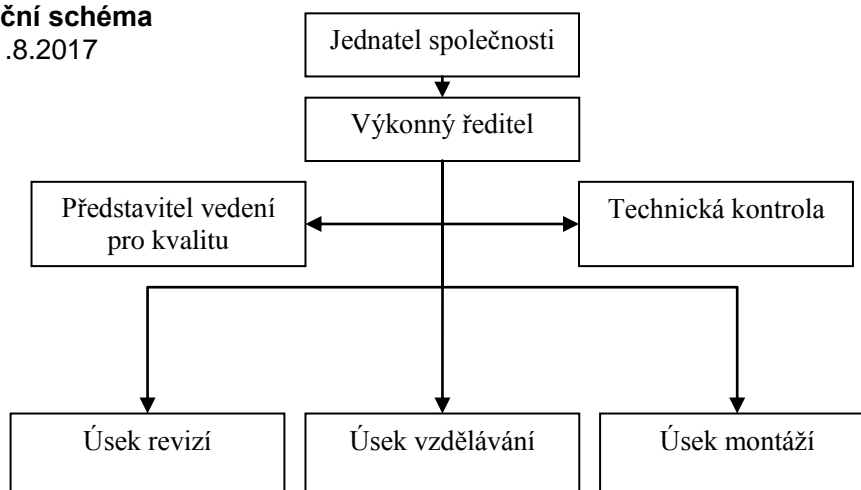 ční schéma
.8.2017
Jednatel společnosti
Výkonný ředitel
Představitel vedení
pro kvalitu
Technická kontrola
Úsek revizí
Úsek vzdělávání
Úsek montáží